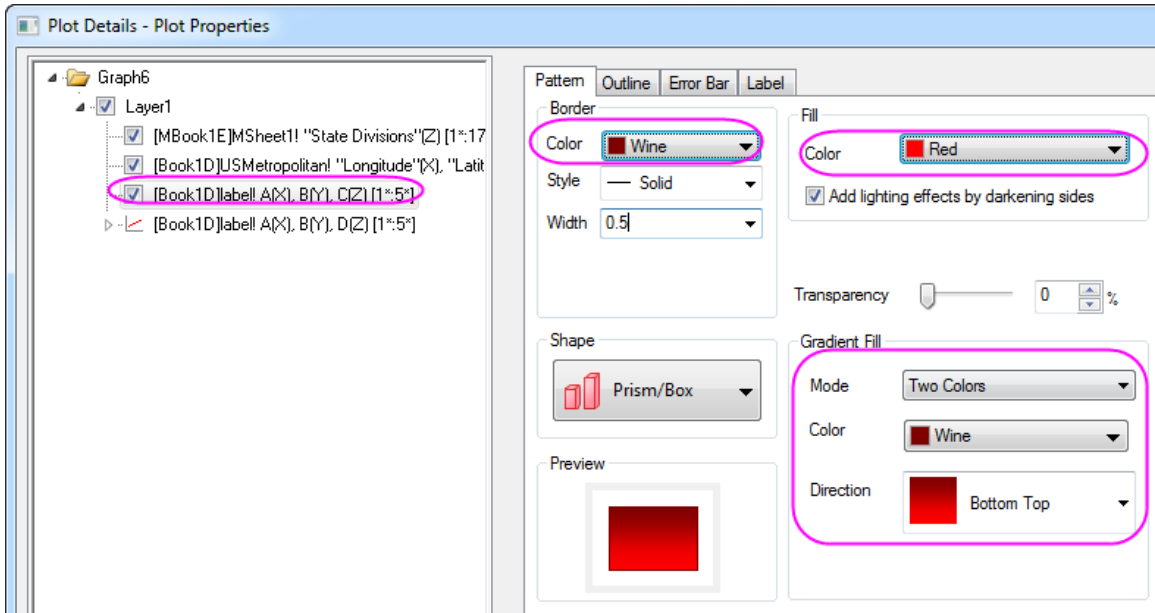 Plot Details - Plot Properties
Graph6
Layer1
[MBook1E]MSheet1! "State Divisions"(Z) [1*:17
[Book1D]USMetropolitan! "Longitude"(X), "Latit
[Book1D]label! A(X), B(Y), C(Z) [1*:5*]
[Book1D]label! A(X), B(Y), D(Z) [1*:5*]
Pattern Outline Error Bar Label
Border
Color Wine
Style Solid
Width 0.5
Fill
Color Red
Add lighting effects by darkening sides
Transparency 0 %
Shape
Prism/Box
Gradient Fill
Mode Two Colors
Color Wine
Direction Bottom Top
Preview